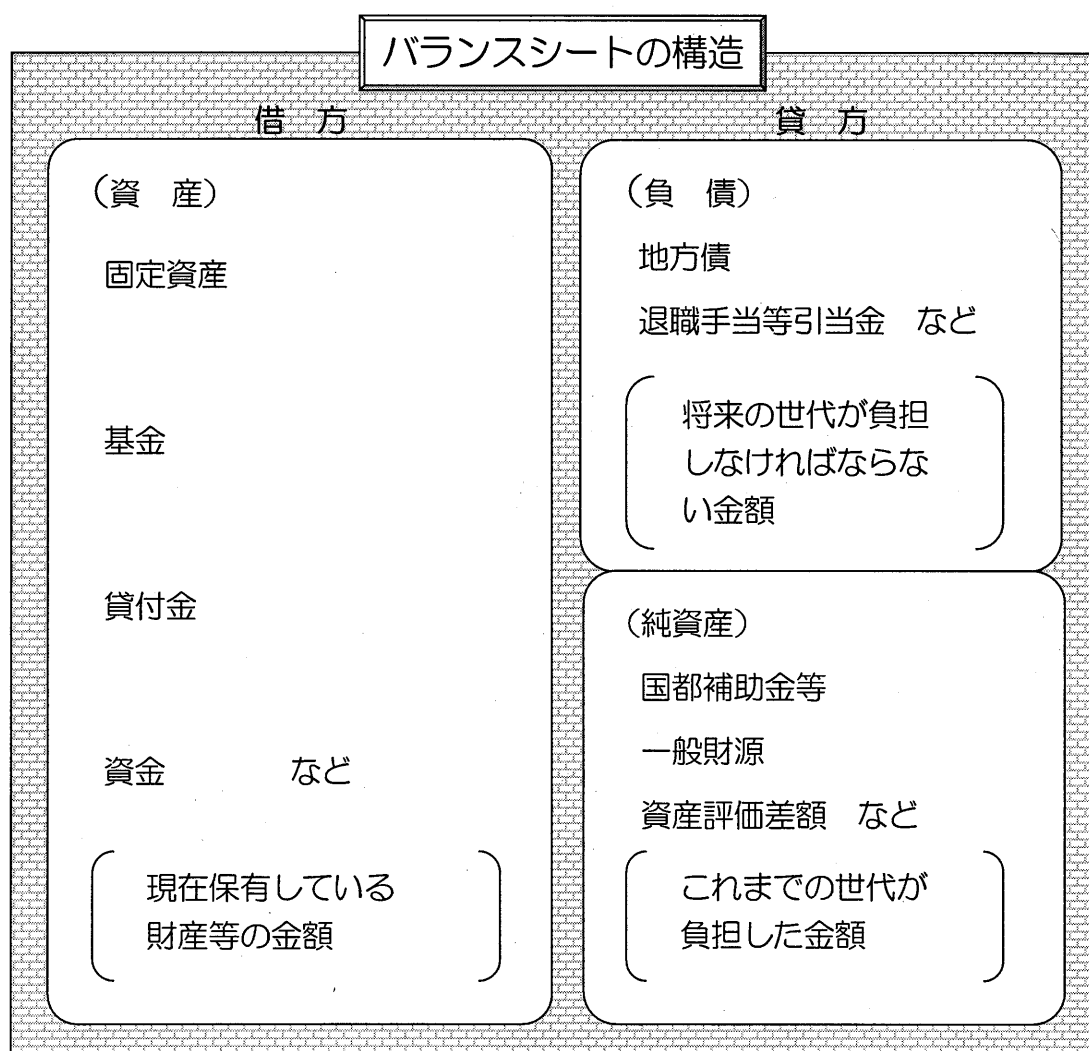 バランスシートの構造
借 方
(資 産)
固定資産
基金
貸付金
資金 など
現在保有している
財産等の金額
貸 方
(負 債)
地方債
退職手当等引当金 など
将来の世代が負担
しなければならな
い金額
(純資産)
国都補助金等
一般財源
資産評価差額 など
これまでの世代が
負担した金額